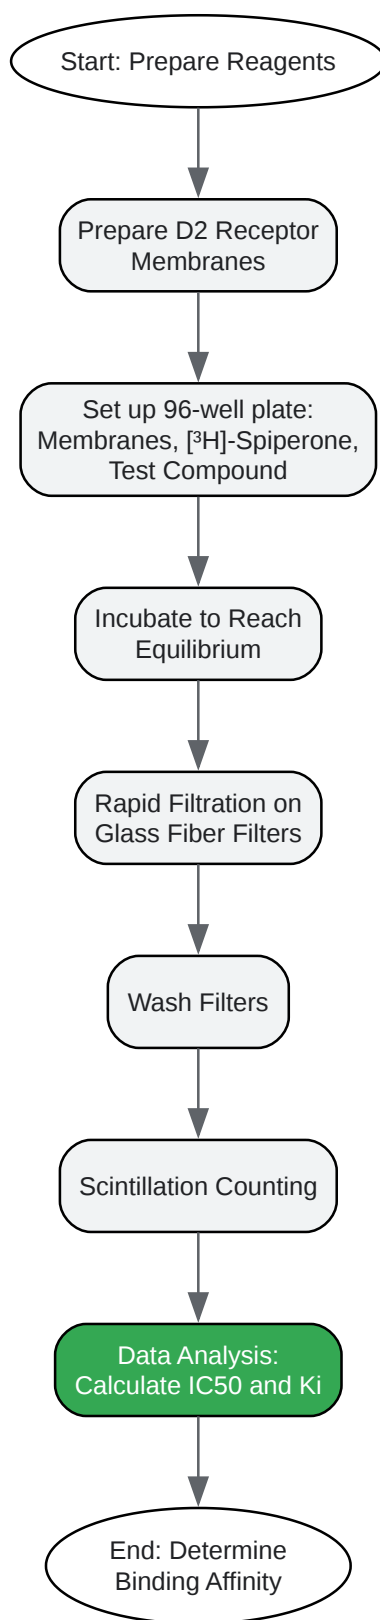 Start: Prepare Reagents
Prepare D2 Receptor
Membranes
Set up 96-well plate:
Membranes, [³H]-Spiperone,
Test Compound
Incubate to Reach
Equilibrium
Rapid Filtration on
Glass Fiber Filters
Wash Filters
Scintillation Counting
Data Analysis:
Calculate IC50 and Ki
End: Determine
Binding Affinity